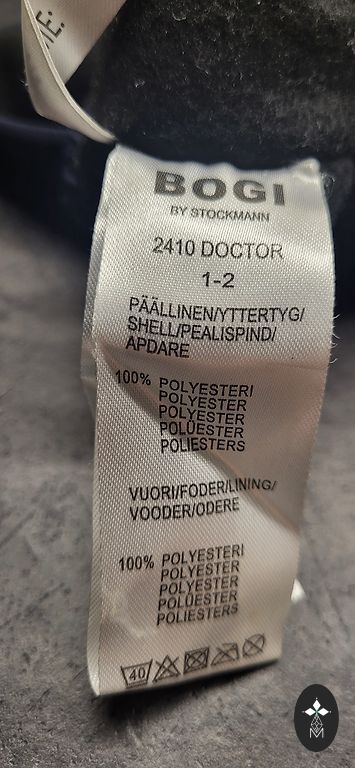 ME:
BOGI
BY STOCKMANN
2410 DOCTOR
1-2
PÄÄLLINEN/YTTERTYG/
SHELL/PEALISPIND/
APDARE
100% POLYESTERI
POLYESTER
POLYESTER
POLÜESTER
POLIESTERS
VUORI/FODER/LINING/
VOODER/ODERE
100% POLYESTERI
POLYESTER
POLYESTER
POLÜESTER
POLIESTERS
40
M